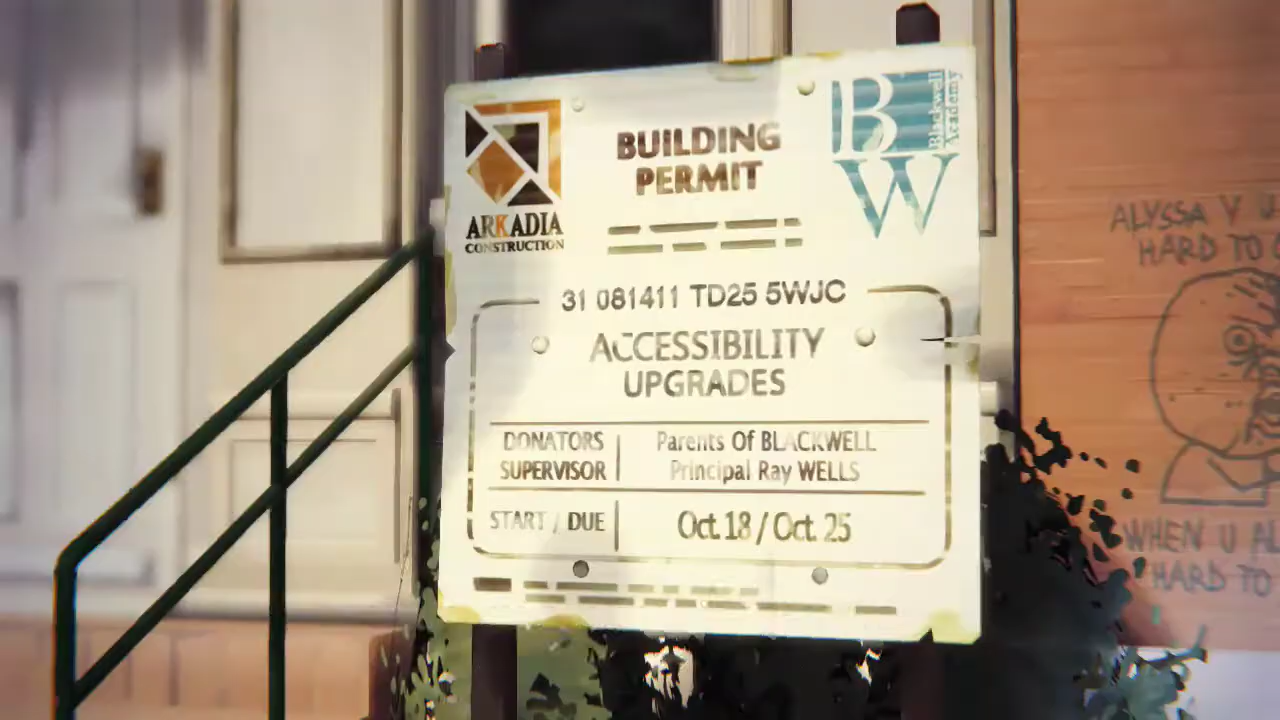 BUILDING
PERMIT
ARKADIA
CONSTRUCTION
BW
Blackwell
Academy
31 081411 TD25 5WJC
ACCESSIBILITY
UPGRADES
DONATORS Parents Of BLACKWELL
SUPERVISOR Principal Ray WELLS
START / DUE Oct 18 / Oct 25
ALYSSA
HARD TO
WHEN U
HARD TO